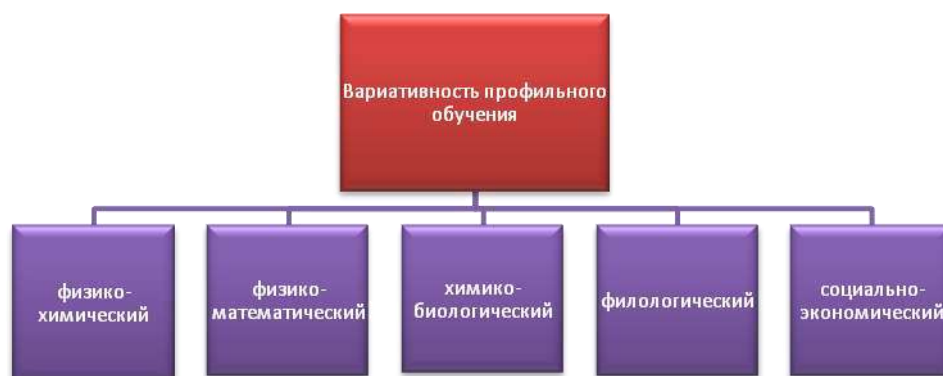 Вариативность профильного
обучения
физико-
химический
физико-
математический
химико-
биологический
филологический
социально-
экономический